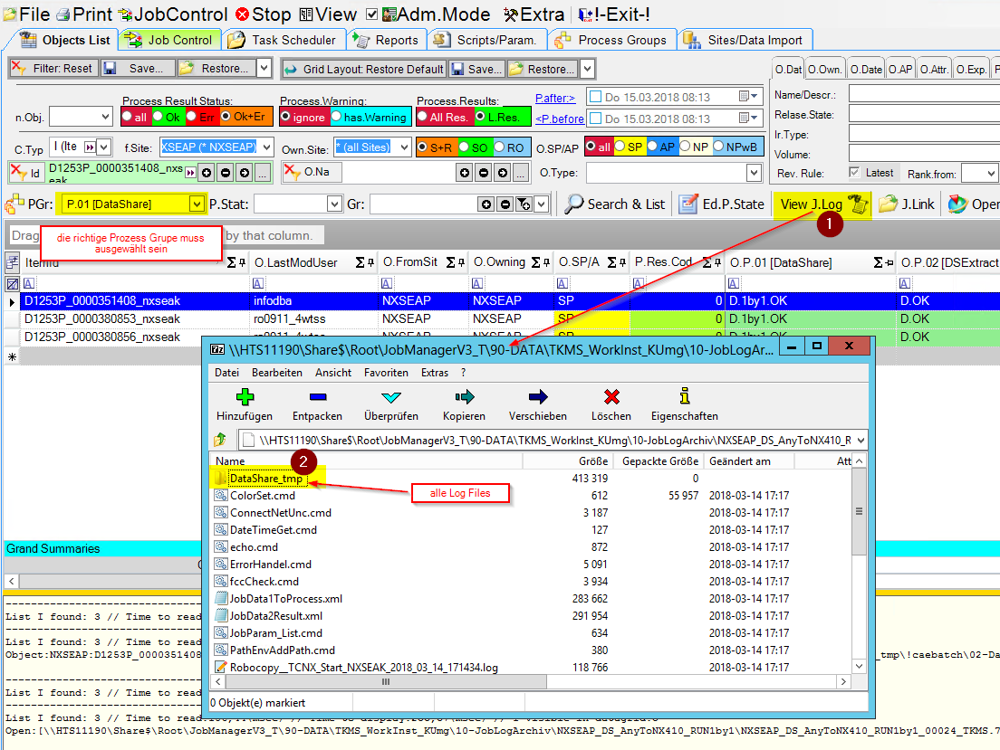 File Print JobControl Stop View Adm.Mode Extra !-Exit-!
Objects List Job Control Task Scheduler Reports Scripts/Param. Process Groups Sites/Data Import
Filter: Reset Save... Restore... Grid Layout: Restore Default Save... Restore...
O.Dat O.Own. O.Date O.AP O.Attr. O.Exp.
Process Result Status: Process.Warning: Process.Results: P.after:> Do 15.03.2018 08:13
Name/Descr.:
n.Obj. all Ok Err Ok+Er ignore has.Warning All Res. L.Res. <P.before Do 15.03.2018 08:13
Relase.State:
Ir.Type:
C.Typ I (Ite f.Site: XSEAP (* NXSEAP) Own.Site: * (all Sites) S+R SO RO O.SP/AP all SP AP NP NPwB
Volume:
Id D1253P_0000351408_nxs
eak
O.Na ... O.Type:
Rev. Rule: Latest Rank.from:
PGr: P.01 [DataShare] P.Stat: Gr: Search & List Ed.P.State View J.Log J.Link Oper
1
Drag
by that column.
die richtige Prozess Grupe muss
ausgewählt sein
ItemId O.LastModUser O.FromSit O.Owning O.SP/A P.Res.Cod O.P.01 [DataShare] O.P.02 [DSExtract
D1253P_0000351408_nxseak infodba NXSEAP NXSEAP SP 0 D.1by1.OK D.OK
D1253P_0000380853_nxseak ro0911_4wtss NXSEAP NXSEAP SP 0 D.1by1.OK D.OK
D1253P_0000380856_nxseak ro0911_4wtss NXSEAP NXSEAP SP 0 D.1by1.OK D.OK
\\HTS11190\Share$\Root\JobManagerV3_T\90-DATA\TKMS_WorkInst_KUmg\10-JobLogAr...
Datei Bearbeiten Ansicht Favoriten Extras ?
Hinzufügen Entpacken Überprüfen Kopieren Verschieben Löschen Eigenschaften
\\HTS11190\Share$\Root\JobManagerV3_T\90-DATA\TKMS_WorkInst_KUmg\10-JobLogArchiv\NXSEAP_DS_AnyToNX410_R
Name Größe Gepackte Größe Geändert am Att
2
DataShare_tmp 413 319 0
alle Log Files
ColorSet.cmd 612 55 957 2018-03-14 17:17
ConnectNetUnc.cmd 3 187 2018-03-14 17:17
DateTimeGet.cmd 127 2018-03-14 17:17
echo.cmd 872 2018-03-14 17:17
ErrorHandel.cmd 5 091 2018-03-14 17:17
fccCheck.cmd 3 934 2018-03-14 17:17
JobData1ToProcess.xml 283 662 2018-03-14 17:17
JobData2Result.xml 291 954 2018-03-14 17:17
JobParam_List.cmd 634 2018-03-14 17:17
PathEnvAddPath.cmd 380 2018-03-14 17:17
Robocopy__TCNX_Start_NXSEAK_2018_03_14_171434.log 118 766 2018-03-14 17:17
0 Objekt(e) markiert
Grand Summaries
List I found: 3 // Time to read
List I found: 3 // Time to read
Object:NXSEAP:D1253P_0000351408
_tmp\!caebatch\02-Da
List I found: 3 // Time to read
List I found: 3 // Time to read
Open:[\\HTS11190\Share$\Root\JobManagerV3_T\90-DATA\TKMS_WorkInst_KUmg\10-JobLogArchiv\NXSEAP_DS_AnyToNX410_RUN1by1\NXSEAP_DS_AnyToNX410_RUN1by1_00024_TKMS.7